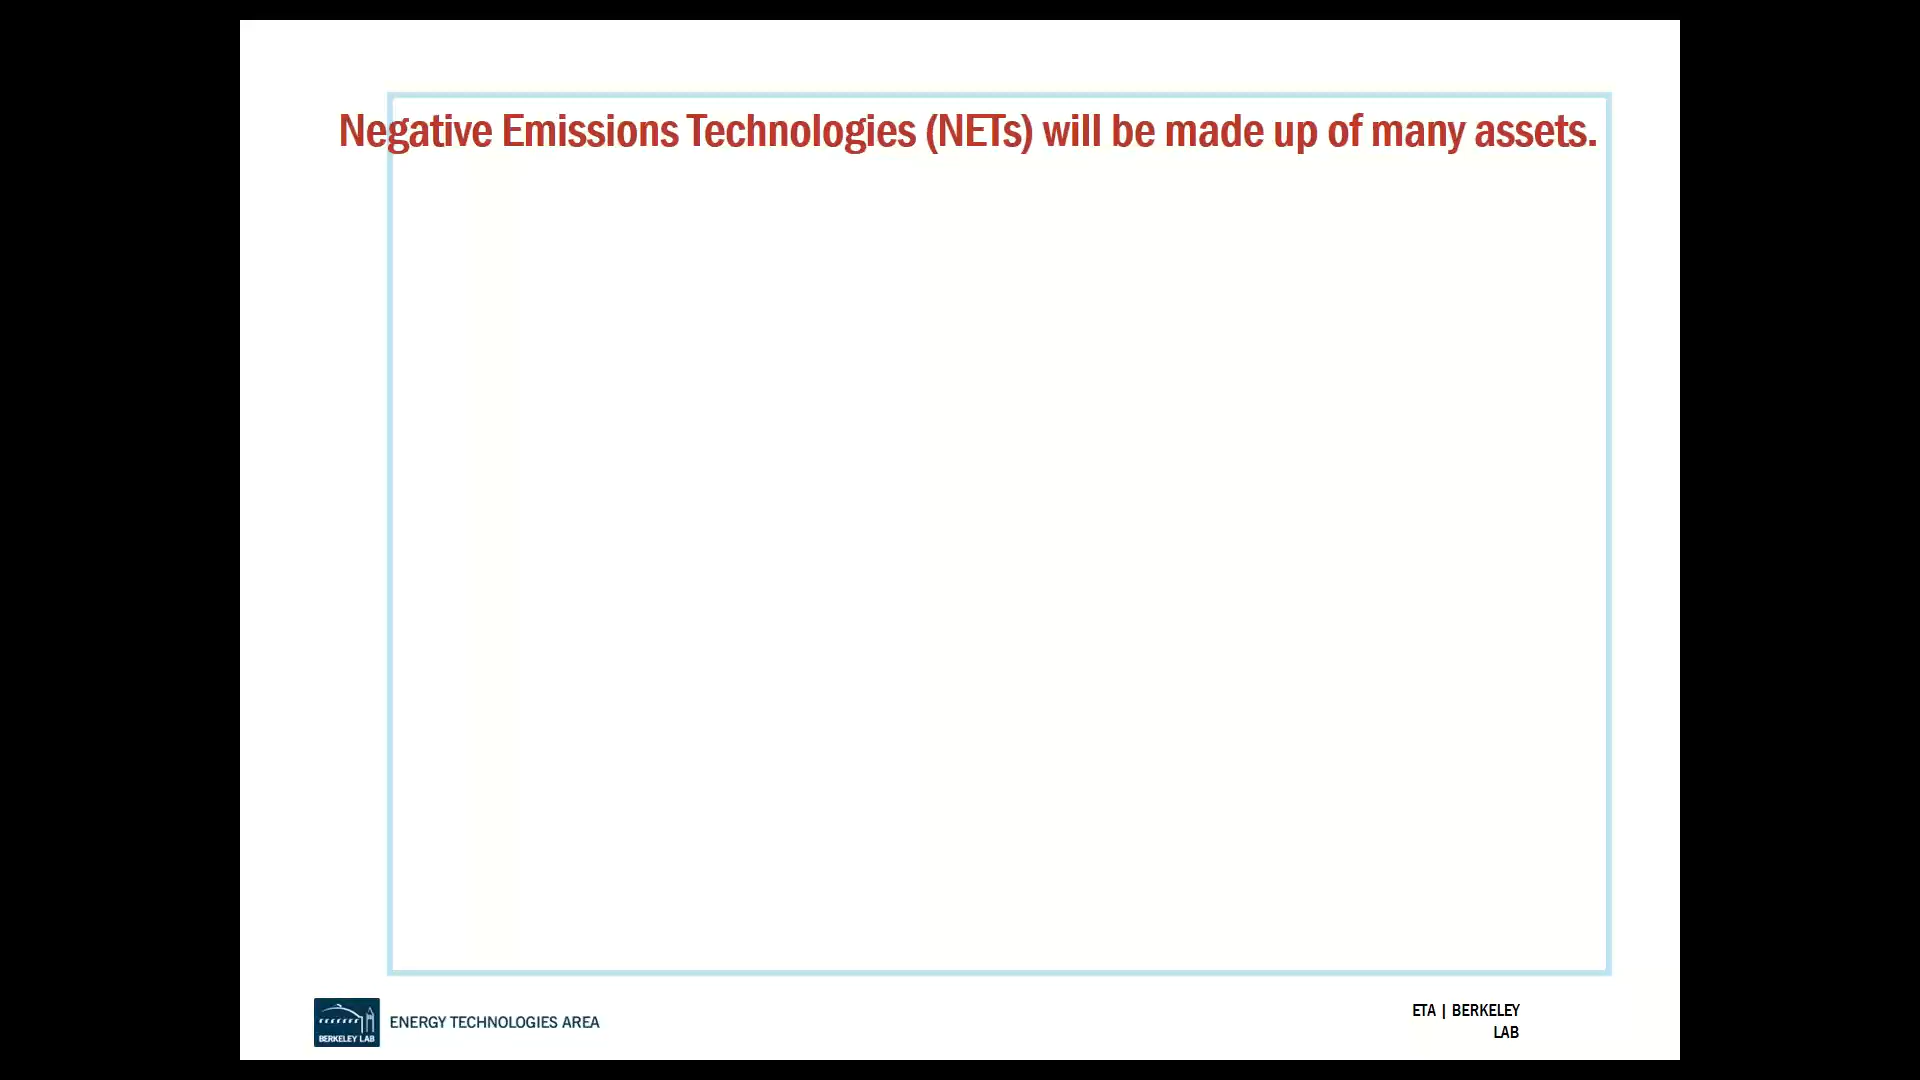 Negative Emissions Technologies (NETs) will be made up of many assets.
BERKELEY LAB
ENERGY TECHNOLOGIES AREA
ETA | BERKELEY
LAB